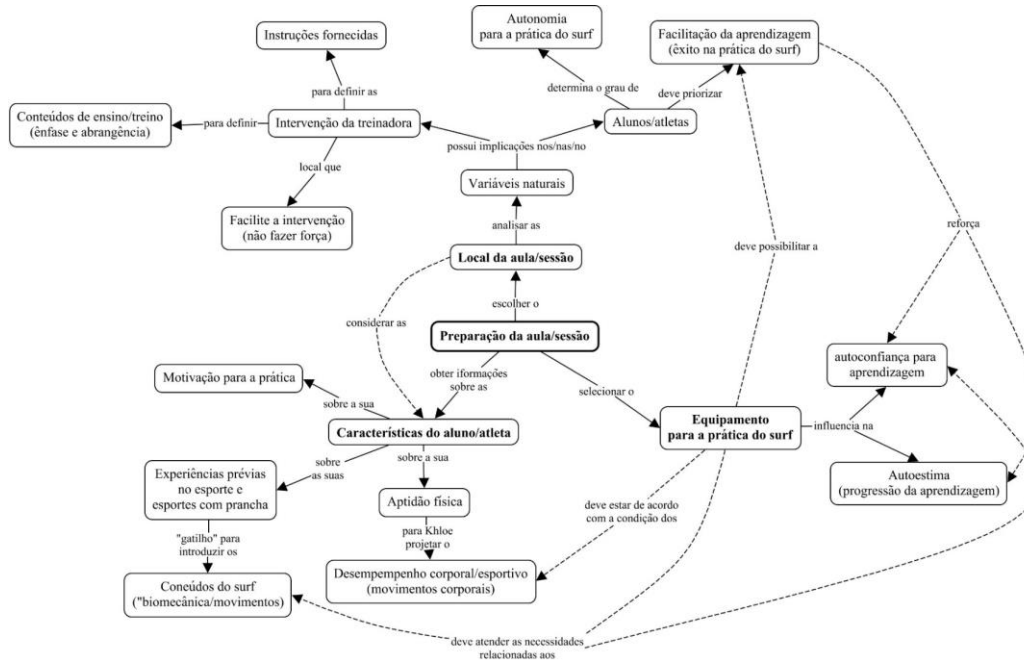 Autonomia
para a prática do surf
Facilitação da aprendizagem
(êxito na prática do surf)
Instruções fornecidas
determina o grau de
deve priorizar
para definir as
Conteúdos de ensino/treino
(ênfase e abrangência)
para definir
Intervenção da treinadora
Alunos/atletas
possui implicações nos/nas/no
local que
Variáveis naturais
Facilite a intervenção
(não fazer força)
analisar as
reforça
deve possibilitar a
Local da aula/sessão
escolher o
considerar as
Preparação da aula/sessão
autoconfiança para
aprendizagem
obter iformações
sobre as
Motivação para a prática
selecionar o
sobre a sua
Características do aluno/atleta
Equipamento
para a prática do surf
influencia na
sobre
as suas
sobre a sua
Experiências prévias
no esporte e
esportes com prancha
Autoestima
(progressão da aprendizagem)
Aptidão física
deve estar de acordo
com a condição dos
"gatilho" para
introduzir os
para Khloe
projetar o
Coneúdos do surf
("biomecânica/movimentos)
Desempempenho corporal/esportivo
(movimentos corporais)
deve atender as necessidades
relacionadas aos